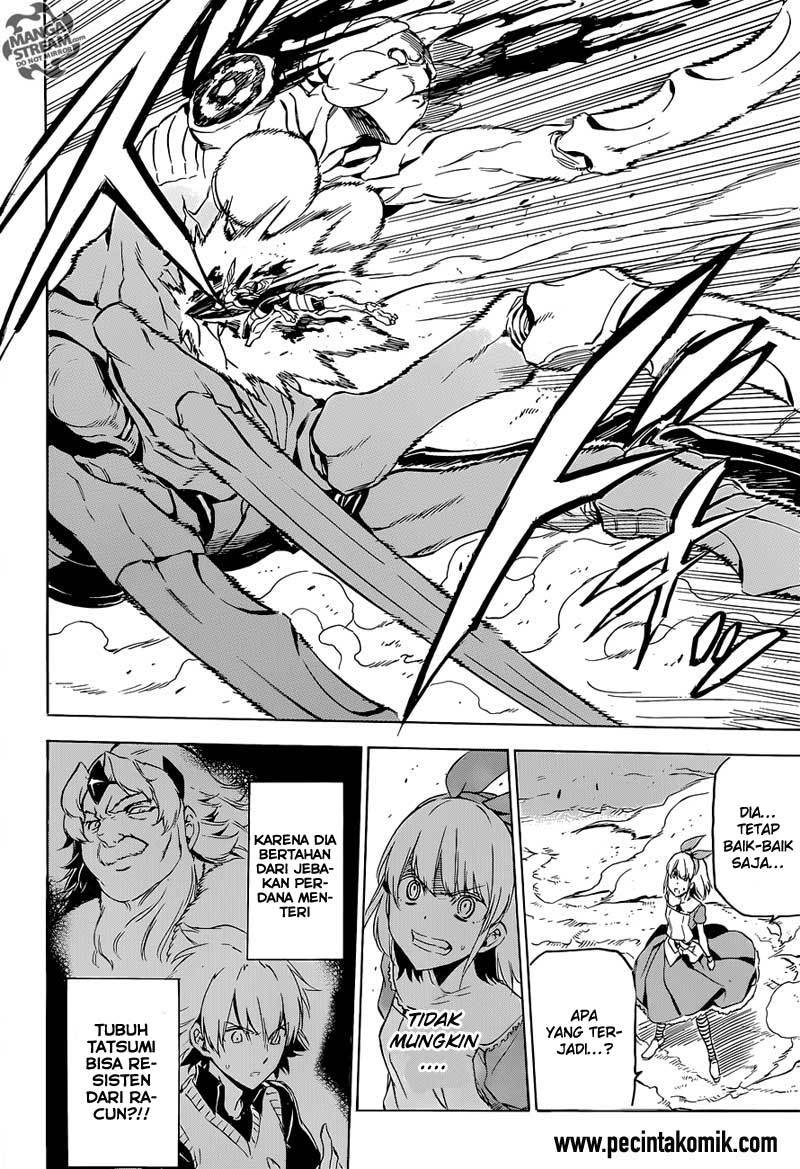 MANGA
STREAM
DO NOT MIRROR
DIA...
TETAP
BAIK-BAIK
SAJA...
APA
YANG TER-
JADI...?
TIDAK
MUNGKIN
....
KARENA DIA
BERTAHAN
DARI JEBA-
KAN PER-
DANA MEN-
TERI
TUBUH
TATSUMI
BISA RE-
SISTEN
DARI RA-
CUN?!!
www.pecintakomik.com